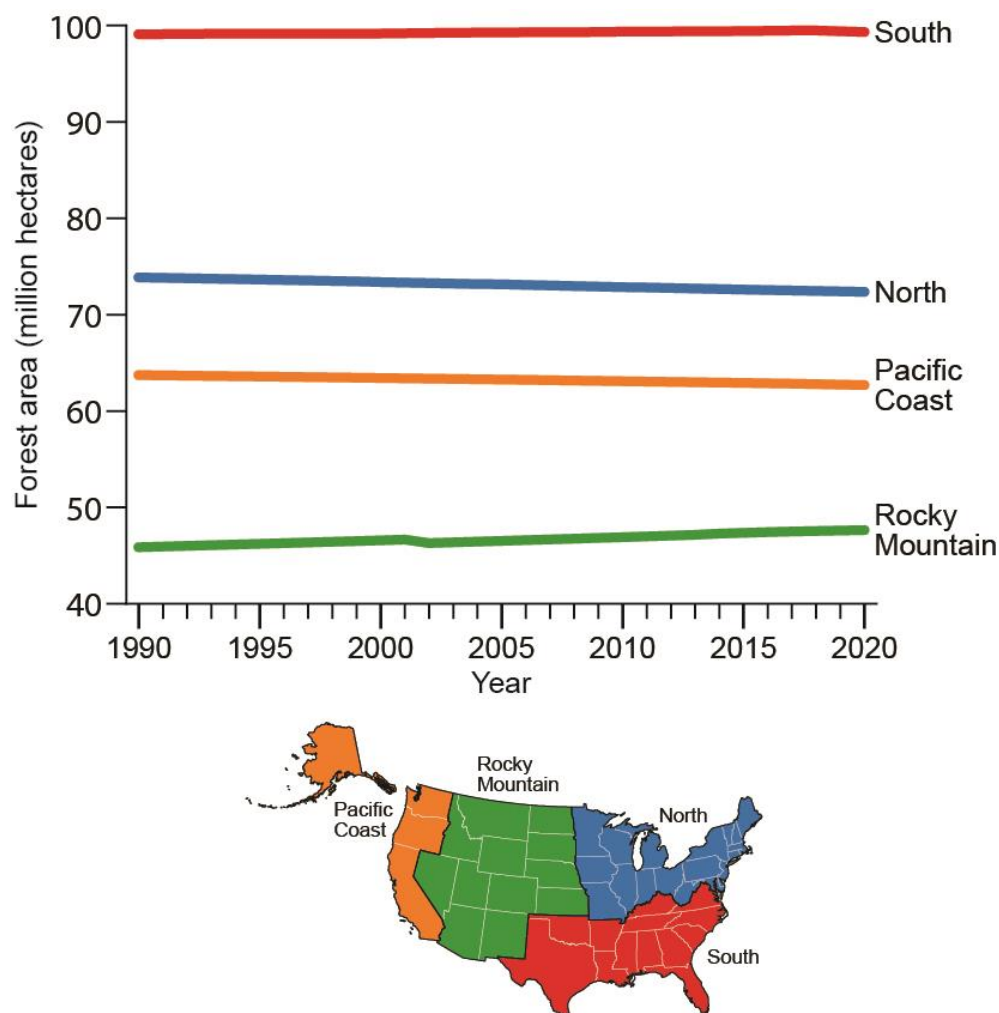 Forest area (million hectares)
100
90
80
70
60
50
40
South
North
Pacific
Coast
Rocky
Mountain
1990 1995 2000 2005 2010 2015 2020
Year
Rocky
Mountain
Pacific
Coast
North
South